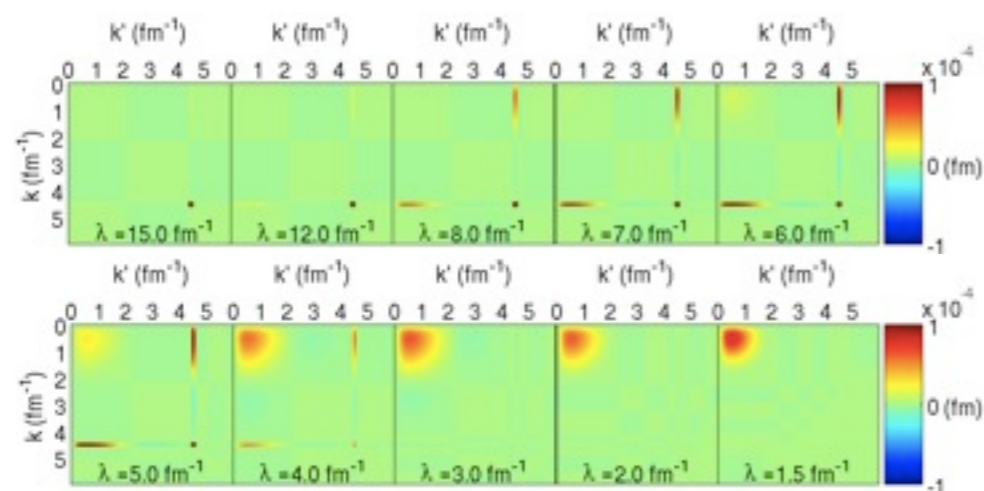 k' (fm⁻¹) k' (fm⁻¹) k' (fm⁻¹) k' (fm⁻¹) k' (fm⁻¹)
0 1 2 3 4 5 0 1 2 3 4 5 0 1 2 3 4 5 0 1 2 3 4 5 0 1 2 3 4 5 x 10⁻⁴
0
1
2
3
4
5
k (fm⁻¹)
λ =15.0 fm⁻¹ λ =12.0 fm⁻¹ λ =8.0 fm⁻¹ λ =7.0 fm⁻¹ λ =6.0 fm⁻¹
1
0 (fm)
-1
k' (fm⁻¹) k' (fm⁻¹) k' (fm⁻¹) k' (fm⁻¹) k' (fm⁻¹)
0 1 2 3 4 5 0 1 2 3 4 5 0 1 2 3 4 5 0 1 2 3 4 5 0 1 2 3 4 5 x 10⁻⁴
0
1
2
3
4
5
k (fm⁻¹)
λ =5.0 fm⁻¹ λ =4.0 fm⁻¹ λ =3.0 fm⁻¹ λ =2.0 fm⁻¹ λ =1.5 fm⁻¹
1
0 (fm)
-1